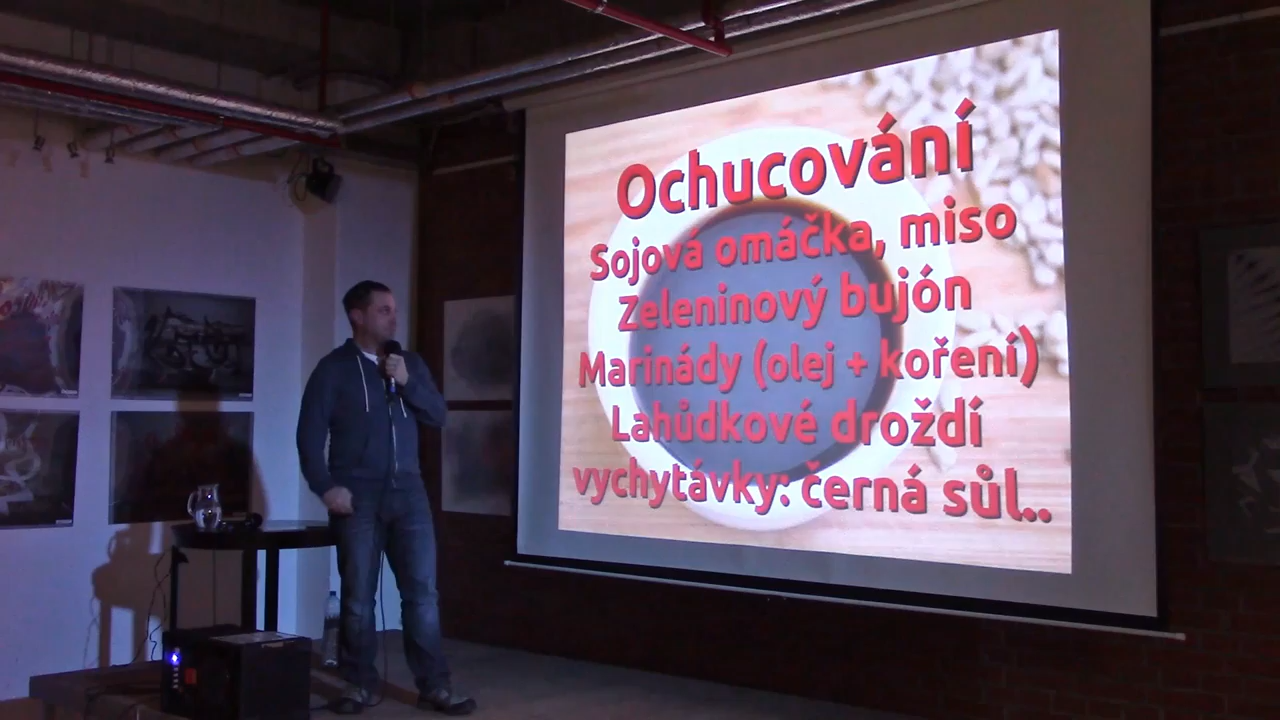 Ochucování
Sojová omáčka, miso
Zeleninový bujón
Marinády (olej + koření)
Lahůdkové droždí
vychytávky: černá sůl..